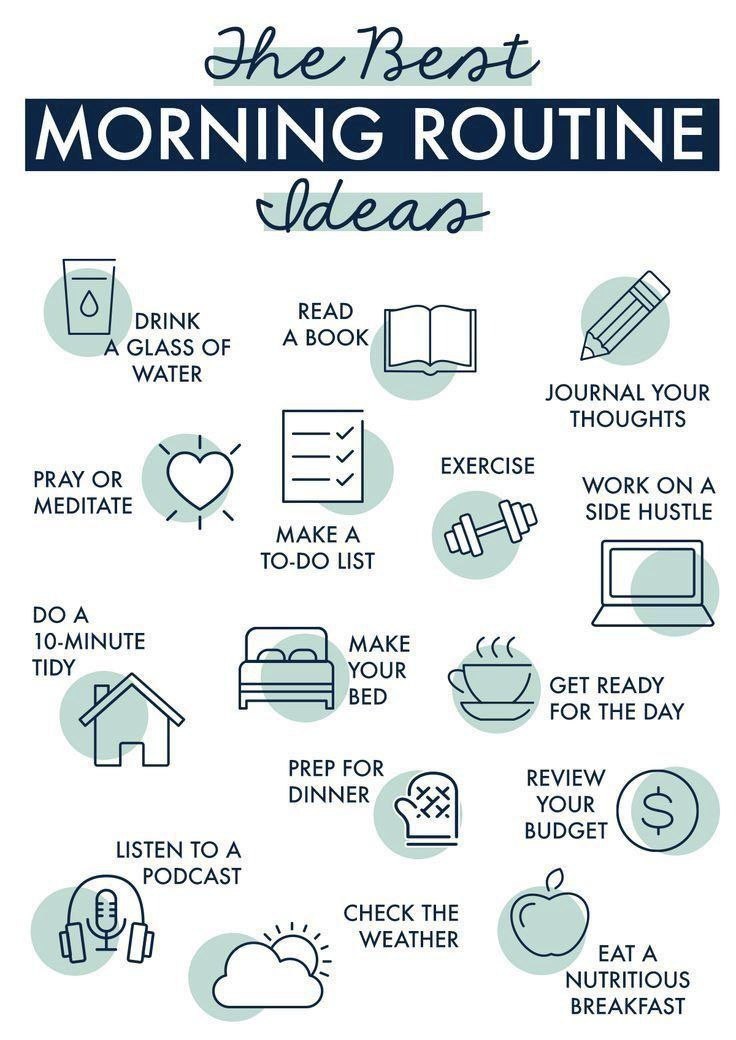 The Best
MORNING ROUTINE
Ideas
DRINK
A GLASS OF
WATER
READ
A BOOK
JOURNAL YOUR
THOUGHTS
PRAY OR
MEDITATE
MAKE A
TO-DO LIST
EXERCISE
WORK ON A
SIDE HUSTLE
DO A
10-MINUTE
TIDY
MAKE
YOUR
BED
GET READY
FOR THE DAY
PREP FOR
DINNER
REVIEW
YOUR
BUDGET
$
LISTEN TO A
PODCAST
CHECK THE
WEATHER
EAT A
NUTRITIOUS
BREAKFAST